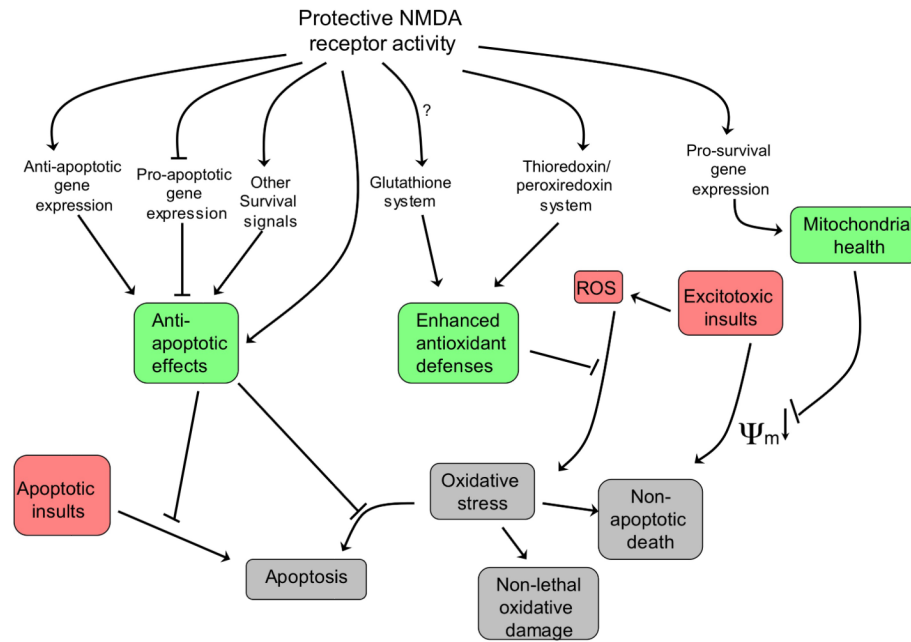 Protective NMDA
receptor activity
?
Anti-apoptotic
gene
expression
Pro-apoptotic
gene
expression
Other
Survival
signals
Glutathione
system
Thioredoxin/
peroxiredoxin
system
Pro-survival
gene
expression
Mitochondria
health
ROS
Excitotoxic
insults
Anti-
apoptotic
effects
Enhanced
antioxidant
defenses
Ψm
Apoptotic
insults
Oxidative
stress
Non-
apoptotic
death
Apoptosis
Non-lethal
oxidative
damage